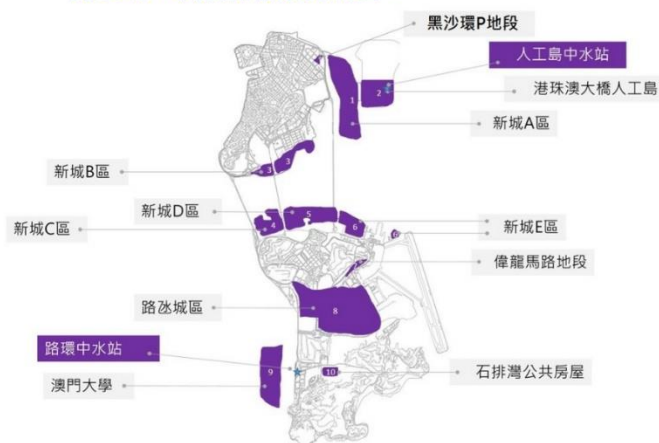 黑沙環P地段
人工島中水站
港珠澳大橋人工島
1
2
新城A區
3
3
新城B區
新城D區
新城C區
4
5
6
6
新城E區
偉龍馬路地段
7
路氹城區
8
路環中水站
澳門大學
9
10
石排灣公共房屋